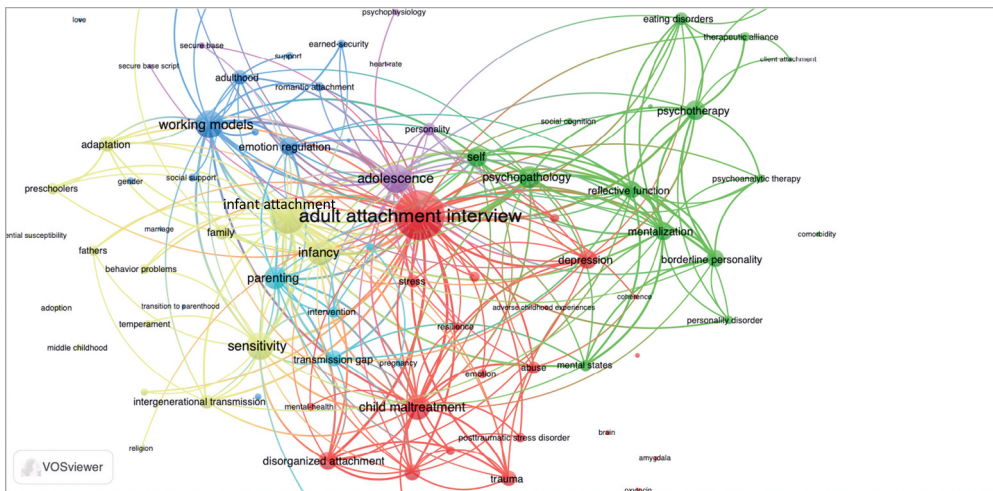 love
psychophysiology
eating disorders
secure base
earned-security
support
therapeutic alliance
client attachment
secure base script
heart-rate
adulthood
romantic attachment
psychotherapy
working models
personality
social cognition
adaptation
emotion regulation
self
social support
gender
adolescence
psychopathology
preschoolers
reflective function
psychoanalytic therapy
infant attachment
adult attachment interview
marriage
family
mentalization
ential susceptibility
comorbidity
fathers
infancy
depression
borderline personality
behavior problems
parenting
stress
coherence
transition to parenthood
adoption
intervention
adverse childhood experiences
temperament
resilience
personality disorder
middle childhood
sensitivity
transmission gap
pregnancy
mental states
emotion
abuse
intergenerational transmission
mental-health
child maltreatment
religion
posttraumatic stress disorder
brain
disorganized attachment
amygdala
trauma
oxytocin
VOSviewer